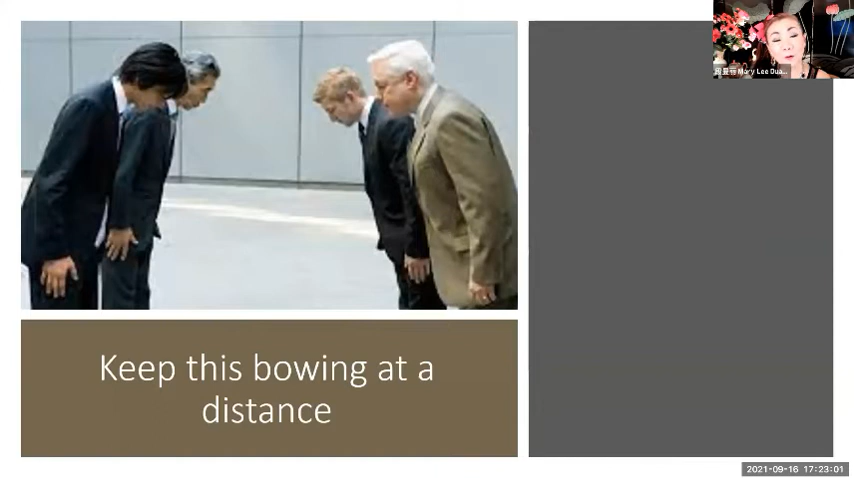 Mary Lee Dua...
Keep this bowing at a
distance
2021-09-16 17:23:01